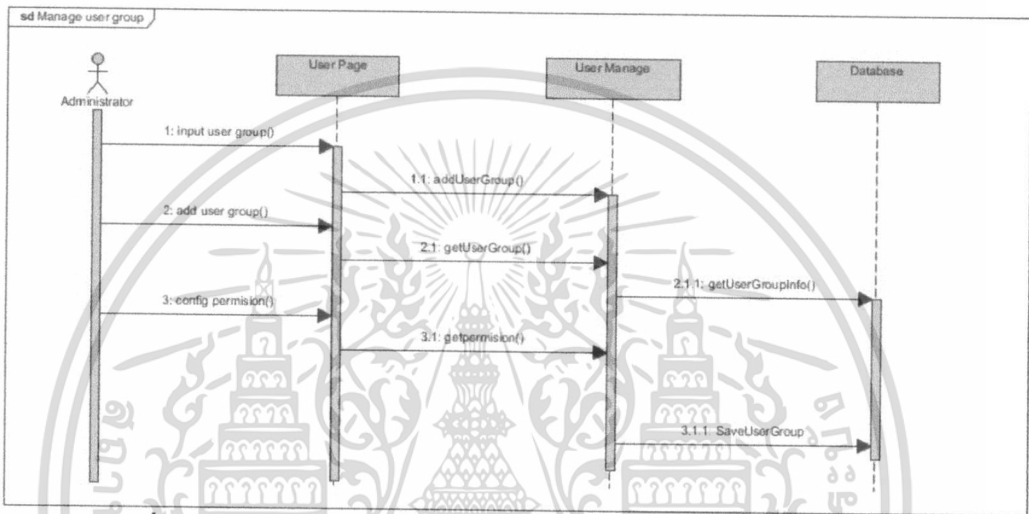 sd Manage user group
User Page
User Manage
Database
Administrator
1: input user group()
1.1: addUserGroup()
2: add user group()
2.1: getUserGroup()
2.1.1: getUserGroupInfo()
3: config permision()
3.1: getpermision()
3.1.1: SaveUserGroup